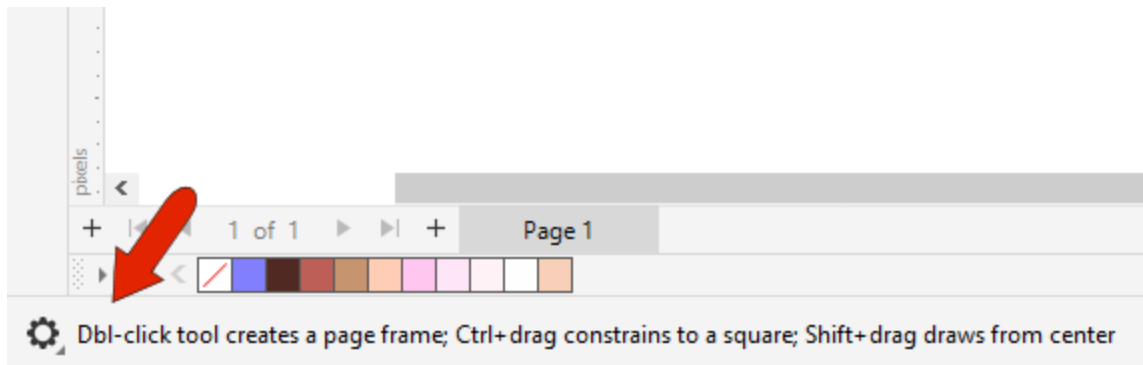 pixels
1 of 1
Page 1
Dbl-click tool creates a page frame; Ctrl+drag constrains to a square; Shift+drag draws from center